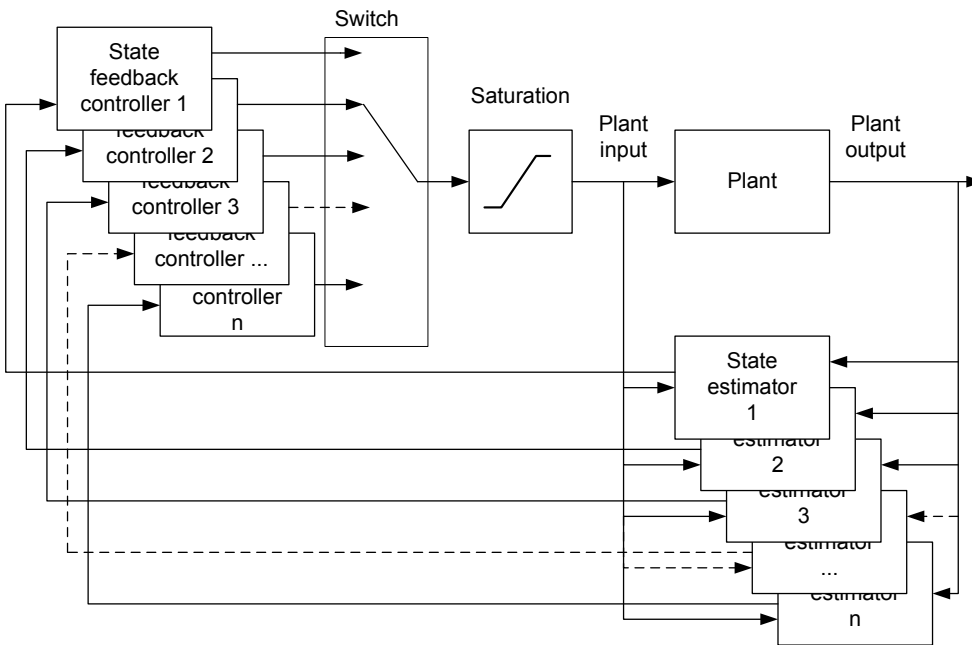 Switch
State
feedback
controller 1
feedback
controller 2
feedback
controller 3
feedback
controller ...
controller
n
Saturation
Plant
input
Plant
Plant
output
State
estimator
1
estimator
2
estimator
3
estimator
...
estimator
n